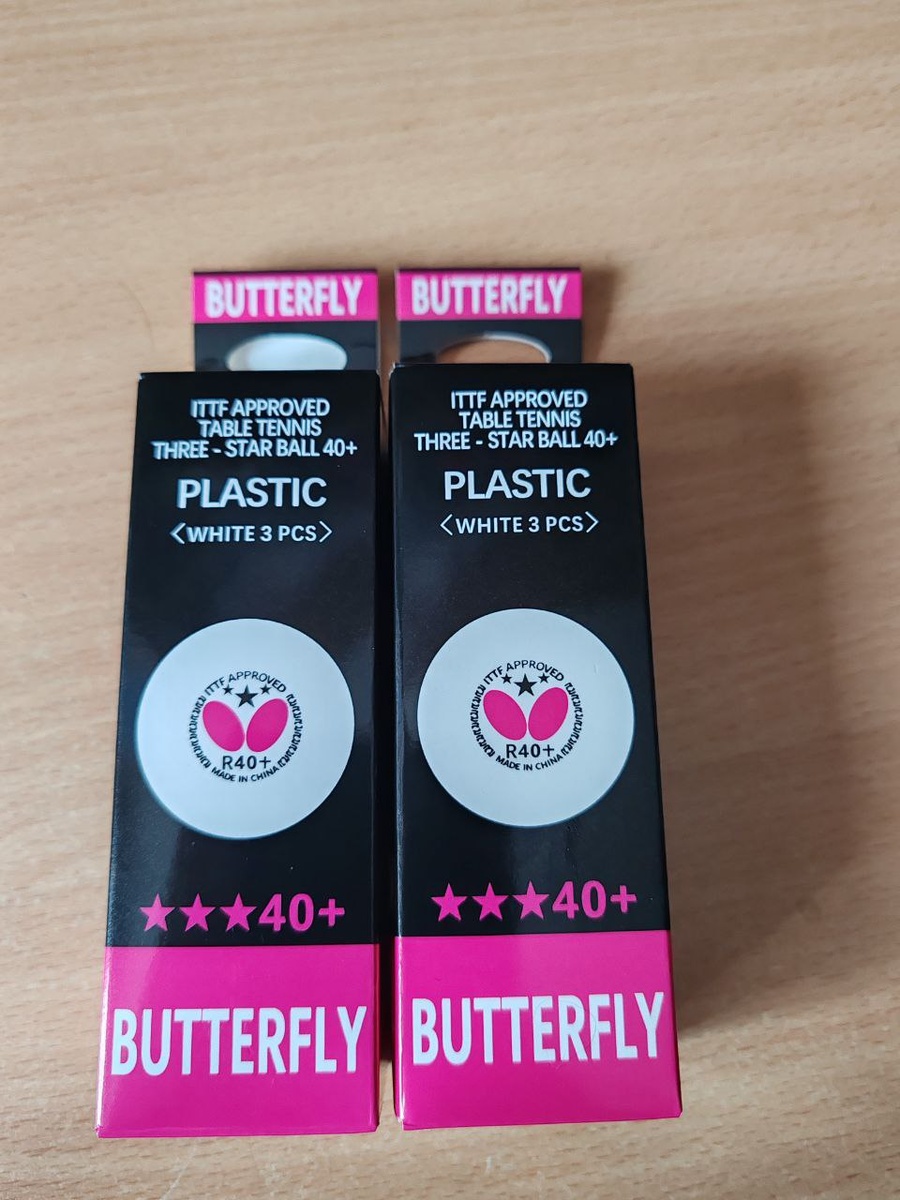 BUTTERFLY
ITTF APPROVED
TABLE TENNIS
THREE - STAR BALL 40+
PLASTIC
<WHITE 3 PCS>
ITTF APPROVED
R40+
MADE IN CHINA
★★★40+
BUTTERFLY
BUTTERFLY
ITTF APPROVED
TABLE TENNIS
THREE - STAR BALL 40+
PLASTIC
<WHITE 3 PCS>
ITTF APPROVED
R40+
MADE IN CHINA
★★★40+
BUTTERFLY